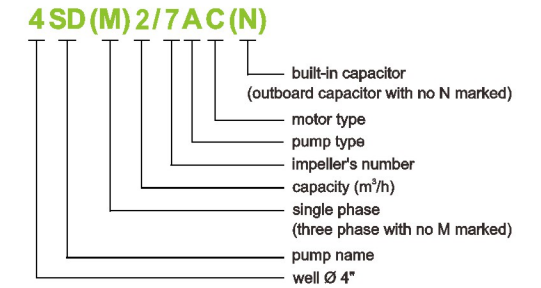 4SD(M)2/7AC(N)
built-in capacitor
(outboard capacitor with no N marked)
motor type
pump type
impeller's number
capacity (m³/h)
single phase
(three phase with no M marked)
pump name
well Ø 4"